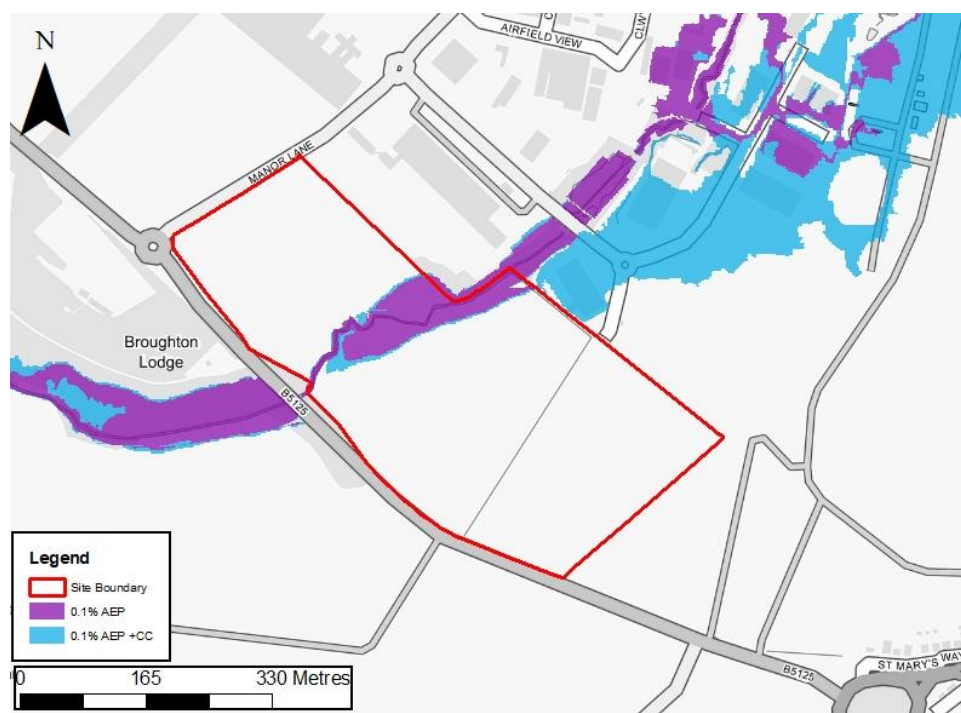 N
AIRFIELD VIEW
MANOR LANE
Broughton
Lodge
B5125
Legend
Site Boundary
0.1% AEP
0.1% AEP +CC
0 165 330 Metres
ST MARY'S WAY
B5125